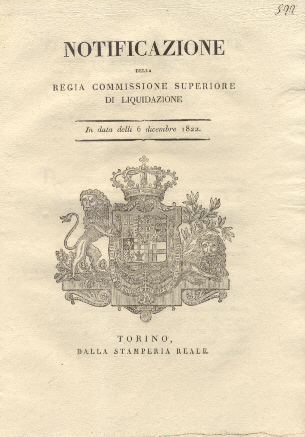 NOTIFICAZIONE
DELLA
REGIA COMMISSIONE SUPERIORE
DI LIQUIDAZIONE
In data delli 6 dicembre 1822.
TORINO,
DALLA STAMPERIA REALE.